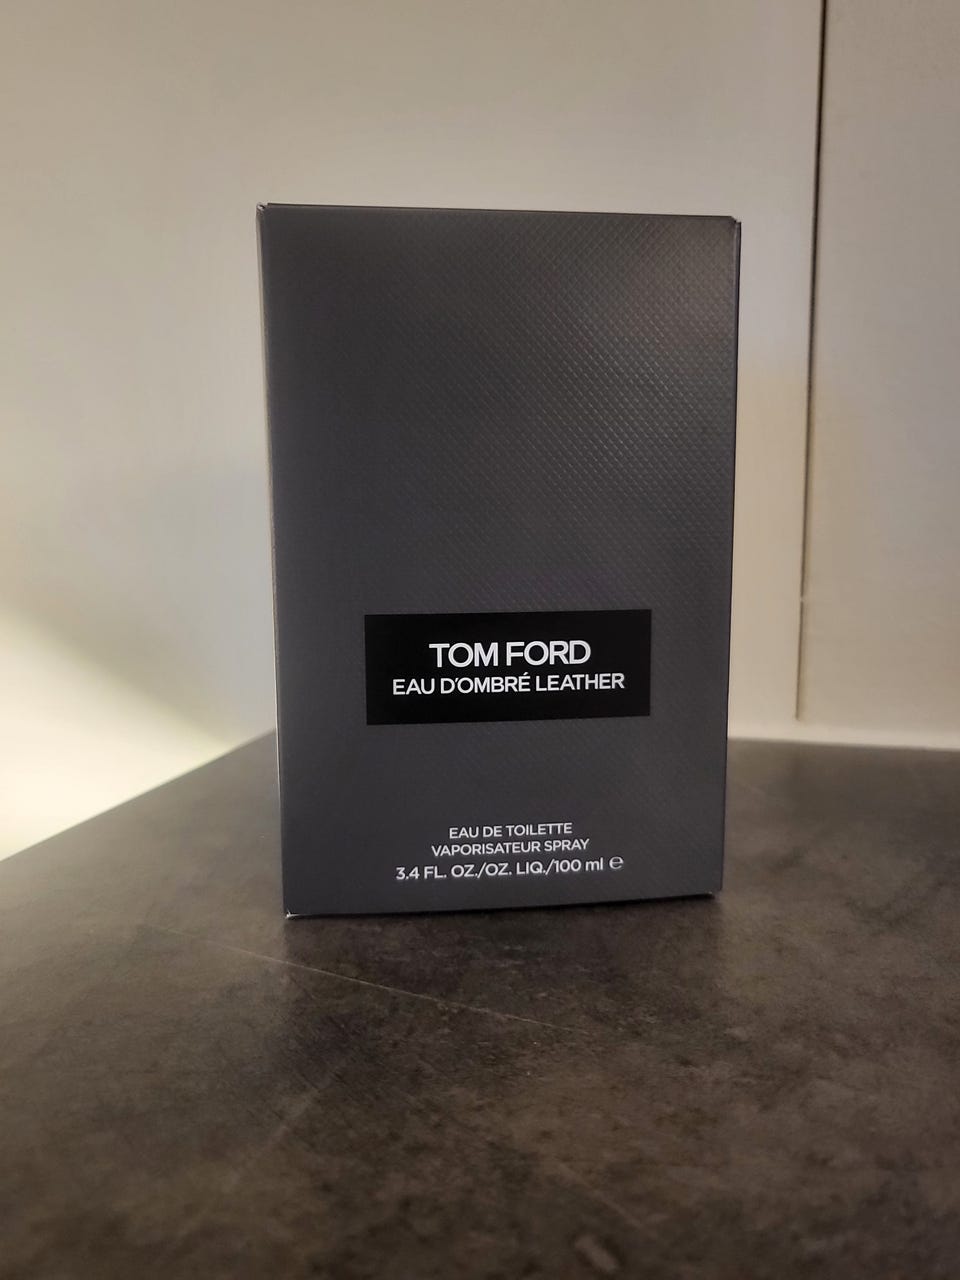 TOM FORD
EAU D'OMBRÉ LEATHER
EAU DE TOILETTE
VAPORISATEUR SPRAY
3.4 FL. OZ./OZ. LIQ./100 ml ℮